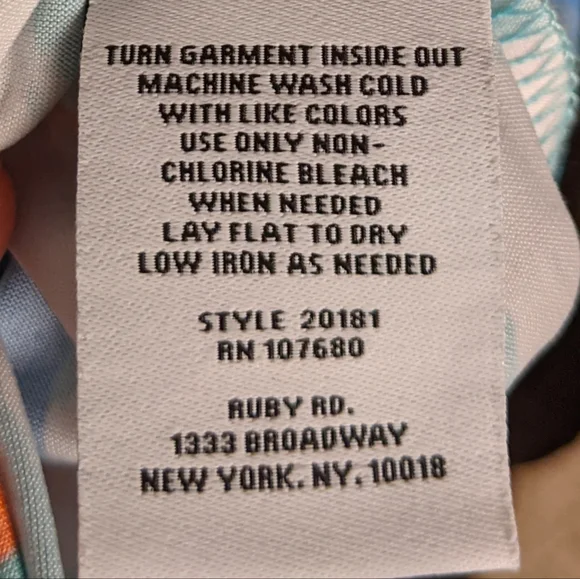 TURN GARMENT INSIDE OUT
MACHINE WASH COLD
WITH LIKE COLORS
USE ONLY NON-
CHLORINE BLEACH
WHEN NEEDED
LAY FLAT TO DRY
LOW IRON AS NEEDED
STYLE 20181
RN 107680
RUBY RD.
1333 BROADWAY
NEW YORK. NY. 10018